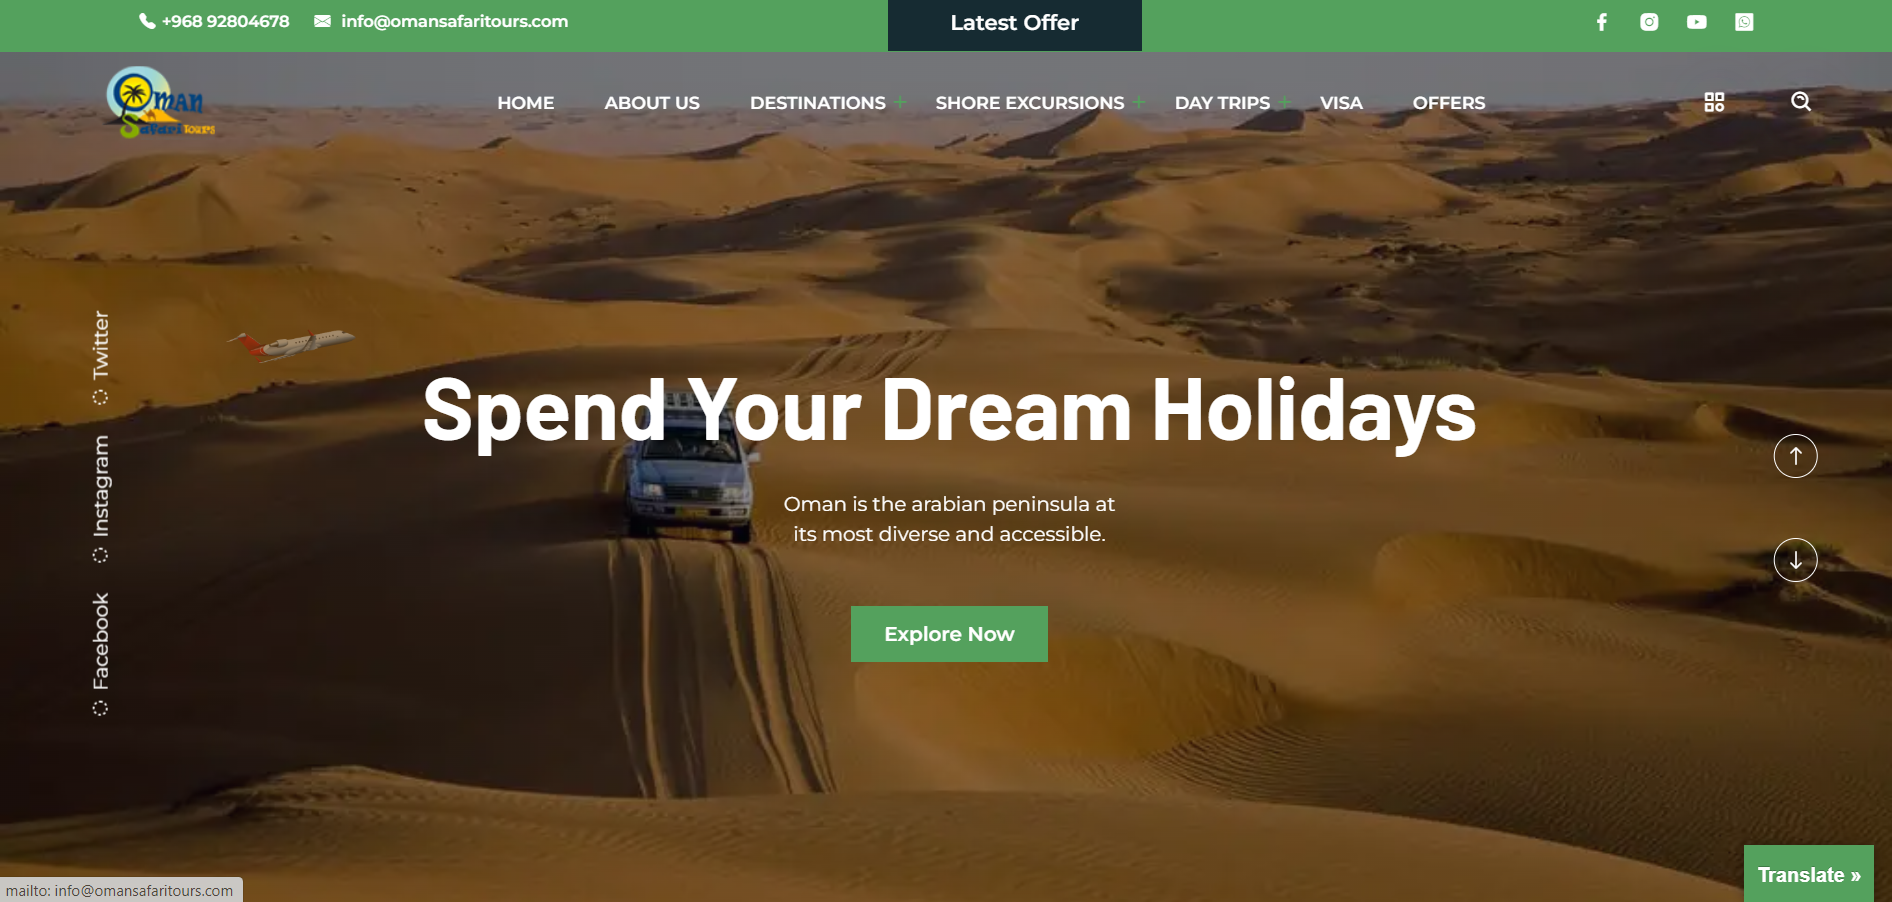 +968 92804678
info@omansafaritours.com
Latest Offer
Oman
Safari Tours
HOME
ABOUT US
DESTINATIONS +
SHORE EXCURSIONS +
DAY TRIPS +
VISA
OFFERS
Twitter
Instagram
Facebook
Spend Your Dream Holidays
Oman is the arabian peninsula at
its most diverse and accessible.
Explore Now
mailto: info@omansafaritours.com
Translate »